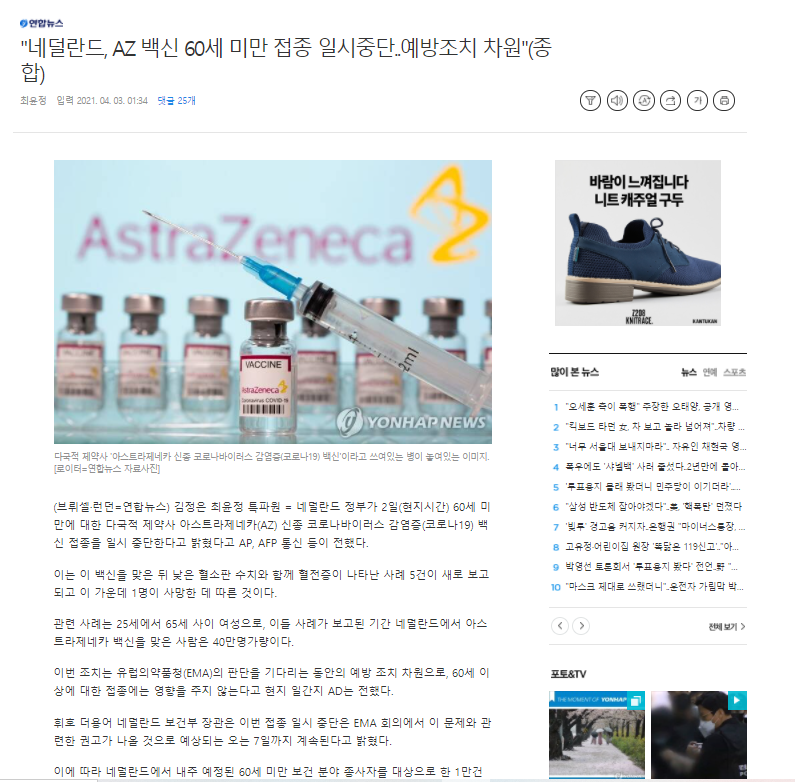 연합뉴스
"네덜란드, AZ 백신 60세 미만 접종 일시중단..예방조치 차원"(종
합)
최윤정 입력 2021. 04. 03. 01:34 댓글 25개
가
AstraZeneca
VACCINE
AstraZeneca
Coronavirus COVID-19
2ml
YONHAP NEWS
다국적 제약사 '아스트라제네카 신종 코로나바이러스 감염증(코로나19) 백신'이라고 쓰여있는 병이 놓여있는 이미지.
[로이터=연합뉴스 자료사진]
(브뤼셀·런던=연합뉴스) 김정은 최윤정 특파원 = 네덜란드 정부가 2일(현지시간) 60세 미
만에 대한 다국적 제약사 아스트라제네카(AZ) 신종 코로나바이러스 감염증(코로나19) 백
신 접종을 일시 중단한다고 밝혔다고 AP, AFP 통신 등이 전했다.
이는 이 백신을 맞은 뒤 낮은 혈소판 수치와 함께 혈전증이 나타난 사례 5건이 새로 보고
되고 이 가운데 1명이 사망한 데 따른 것이다.
관련 사례는 25세에서 65세 사이 여성으로, 이들 사례가 보고된 기간 네덜란드에서 아스
트라제네카 백신을 맞은 사람은 40만명가량이다.
이번 조치는 유럽의약품청(EMA)의 판단을 기다리는 동안의 예방 조치 차원으로, 60세 이
상에 대한 접종에는 영향을 주지 않는다고 현지 일간지 AD는 전했다.
휘호 더용어 네덜란드 보건부 장관은 이번 접종 일시 중단은 EMA 회의에서 이 문제와 관
련한 권고가 나올 것으로 예상되는 오는 7일까지 계속된다고 밝혔다.
이에 따라 네덜란드에서 내주 예정된 60세 미만 보건 분야 종사자를 대상으로 한 1만건
바람이 느껴집니다
니트 캐주얼 구두
Z208
KNITRACE.
KANTUKAN
많이 본 뉴스 뉴스 연예 스포츠
1 "오세훈 측이 폭행" 주장한 오태양, 공개 영...
2 "킥보드 타던 女, 차 보고 놀라 넘어져"..차량 ...
3 "너무 서울대 보내지마라".. 자유인 채현국 영...
4 폭우에도 '샤넬백' 사러 줄섰다..2년만에 돌아...
5 '투표용지 몰래 봤더니 민주당이 이기더라'.....
6 "삼성 반도체 잡아야겠다"..美, '핵폭탄' 던졌다
7 '빚투' 경고음 커지자..은행권 "마이너스통장, ...
8 고유정·어린이집 원장 '똑닮은 119신고'.."아...
9 박영선 토론회서 '투표용지 봤다' 전언..野 "...
10 "마스크 제대로 쓰랬더니"..운전자 가림막 박...
전체 보기
포토&TV
THE MOMENT OF YONHAP